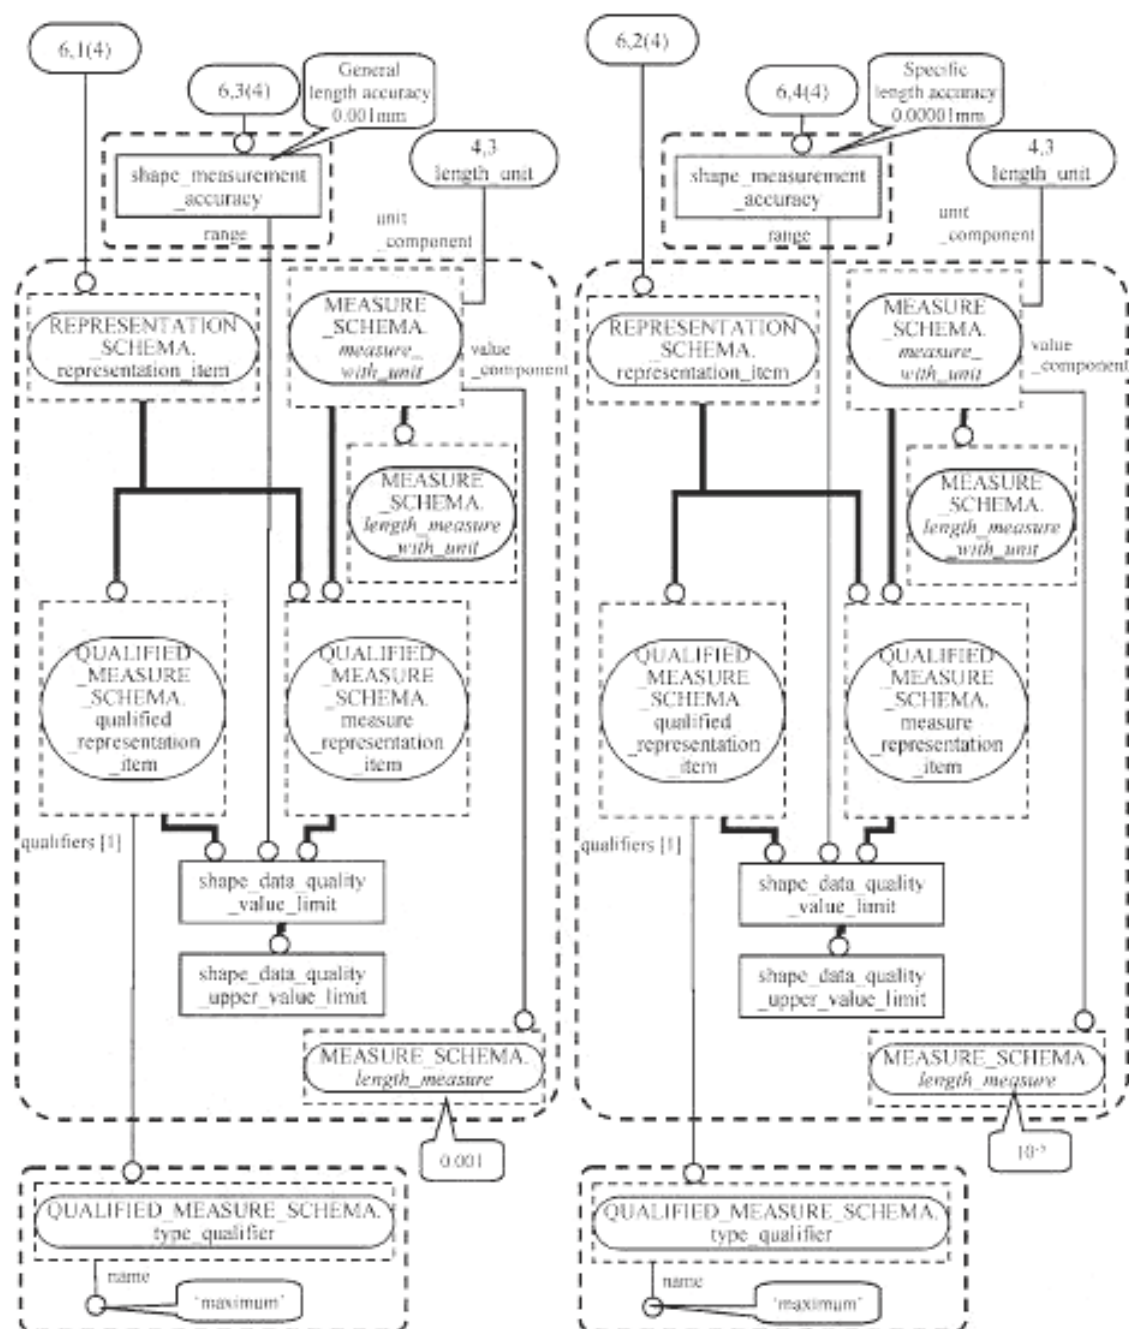 6,1(4)
6,3(4)
General
length accuracy
0.001mm
shape_measurement
_accuracy
range
4,3
length_unit
unit
_component
REPRESENTATION
_SCHEMA.
representation_item
MEASURE
_SCHEMA.
measure_
with_unit
value
_component
MEASURE
_SCHEMA.
length_measure
_with_unit
QUALIFIED
_MEASURE
_SCHEMA.
qualified
_representation
_item
QUALIFIED
_MEASURE
_SCHEMA.
measure
_representation
_item
qualifiers [1]
shape_data_quality
_value_limit
shape_data_quality
_upper_value_limit
MEASURE_SCHEMA.
length_measure
0.001
QUALIFIED_MEASURE_SCHEMA.
type_qualifier
name
'maximum'
6,2(4)
6,4(4)
Specific
length accuracy
0.00001mm
shape_measurement
_accuracy
range
4,3
length_unit
unit
_component
REPRESENTATION
_SCHEMA.
representation_item
MEASURE
_SCHEMA.
measure_
with_unit
value
_component
MEASURE
_SCHEMA.
length_measure
_with_unit
QUALIFIED
_MEASURE
_SCHEMA
qualified
_representation
_item
QUALIFIED
_MEASURE
_SCHEMA.
measure
_representation
_item
qualifiers [1]
shape_data_quality
_value_limit
shape_data_quality
_upper_value_limit
MEASURE_SCHEMA.
length_measure
QUALIFIED_MEASURE_SCHEMA.
type_qualifier
name
'maximum'